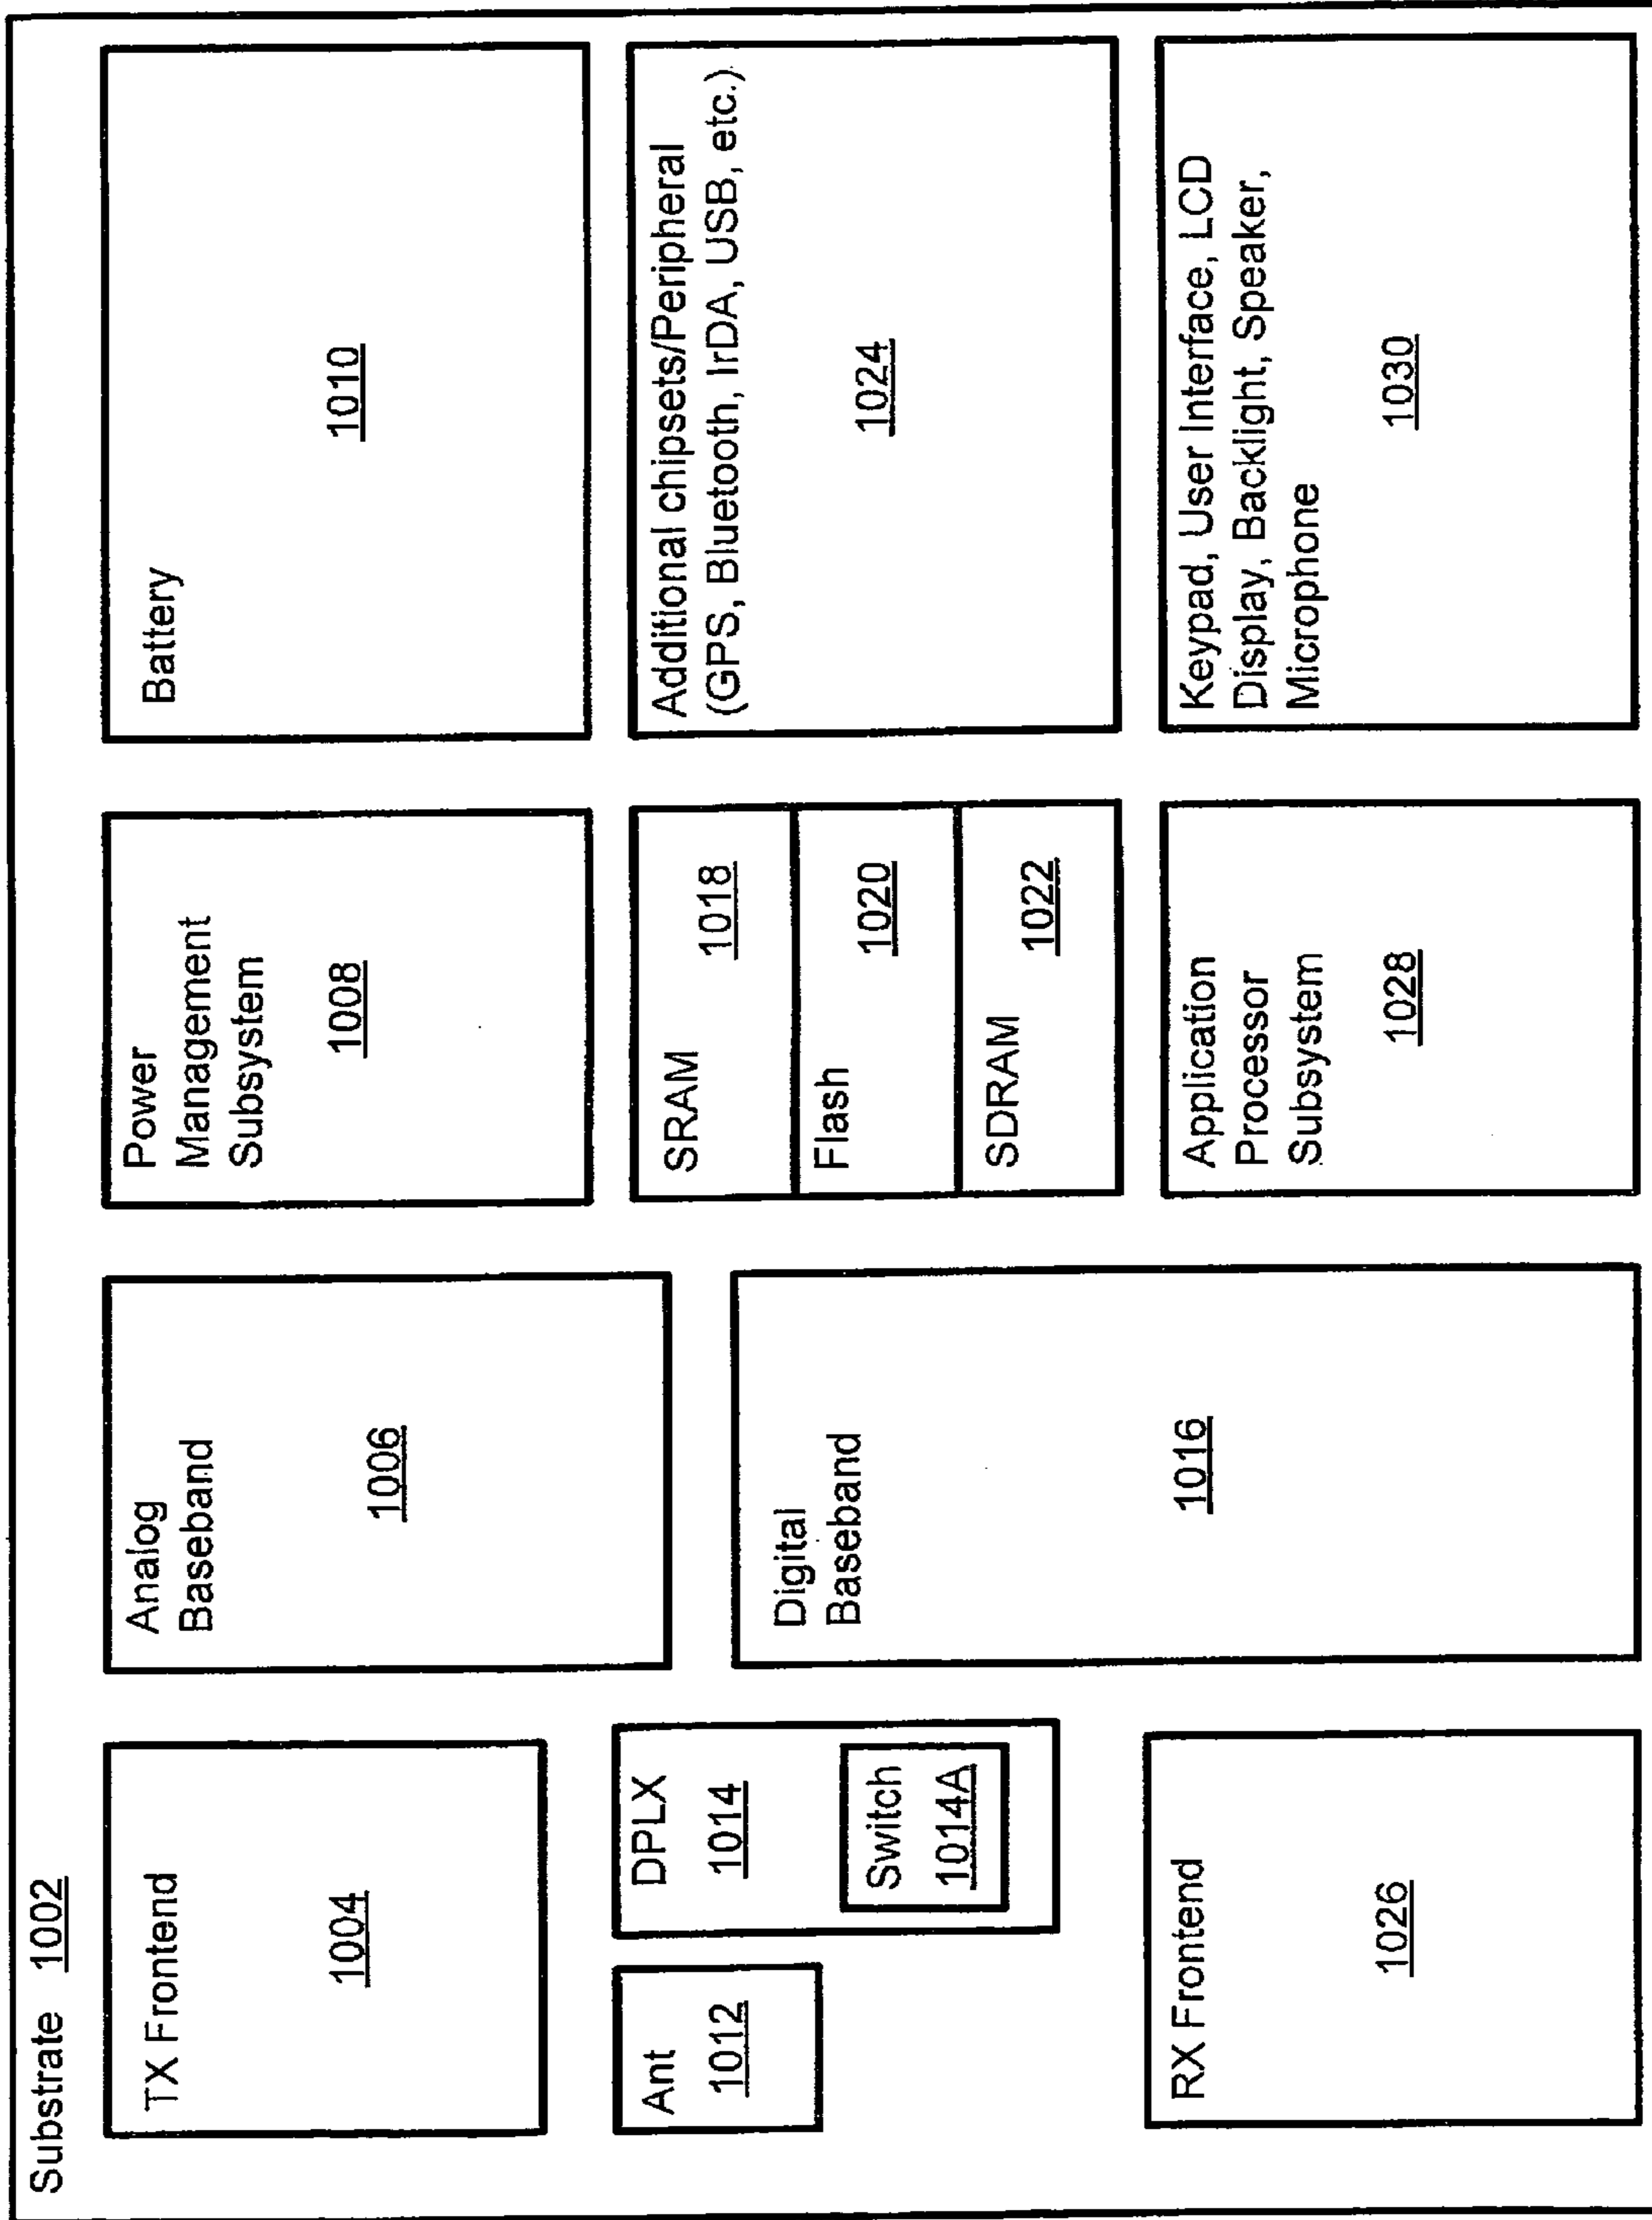 Substrate 1002
TX Frontend
1004
Analog
Baseband
1006
Power
Management
Subsystem
1008
Battery
1010
Ant
1012
DPLX
1014
Switch
1014A
Digital
Baseband
1016
SRAM
1018
Flash
1020
SDRAM
1022
Additional chipsets/Peripheral
(GPS, Bluetooth, IrDA, USB, etc.)
1024
RX Frontend
1026
Application
Processor
Subsystem
1028
Keypad, User Interface, LCD
Display, Backlight, Speaker,
Microphone
1030